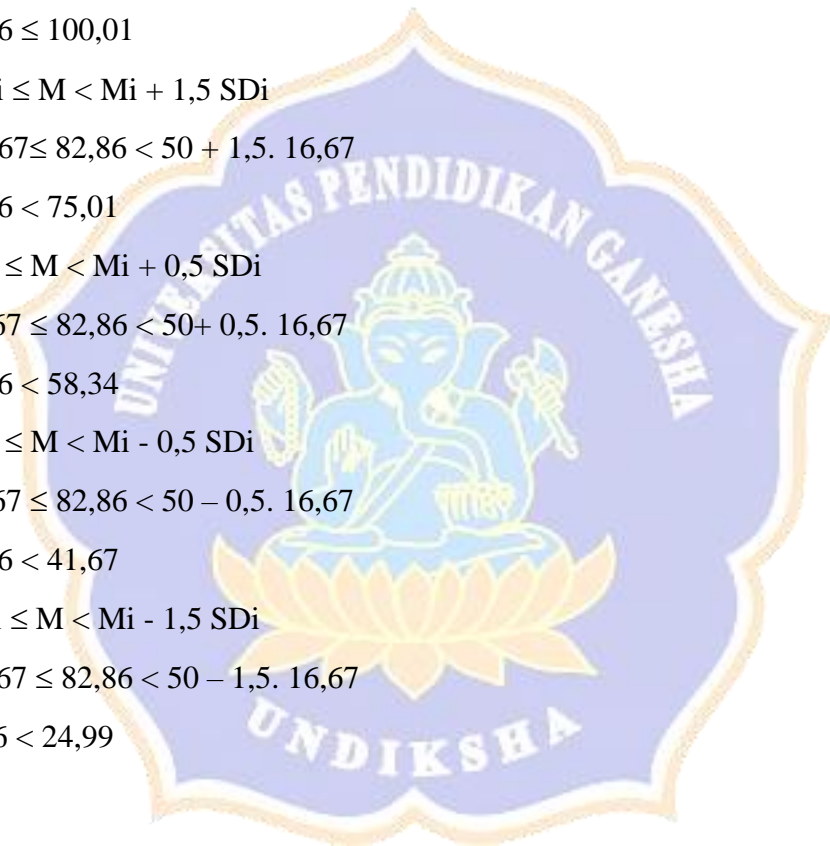 6 ≤ 100,01
i ≤ M < Mi + 1,5 SDi
67≤ 82,86 < 50 + 1,5. 16,67
6 < 75,01
≤ M < Mi + 0,5 SDi
67 ≤ 82,86 < 50+ 0,5. 16,67
6 < 58,34
≤ M < Mi - 0,5 SDi
67 ≤ 82,86 < 50 – 0,5. 16,67
6 < 41,67
i ≤ M < Mi - 1,5 SDi
67 ≤ 82,86 < 50 – 1,5. 16,67
6 < 24,99
UNIVERSITAS PENDIDIKAN GANESHA
UNDIKSHA